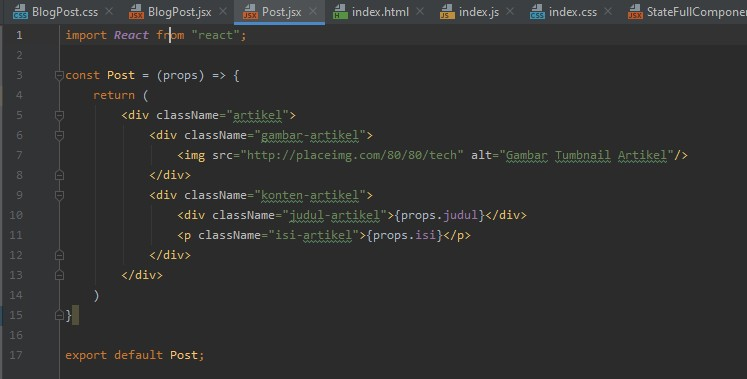 BlogPost.css BlogPost.jsx Post.jsx index.html index.js index.css StateFullComponer
1 import React from "react";
2
3 const Post = (props) => {
4 return (
5 <div className="artikel">
6 <div className="gambar-artikel">
7 <img src="http://placeimg.com/80/80/tech" alt="Gambar Tumbnail Artikel"/>
8 </div>
9 <div className="konten-artikel">
10 <div className="judul-artikel">{props.judul}</div>
11 <p className="isi-artikel">{props.isi}</p>
12 </div>
13 </div>
14 )
15 }
16
17 export default Post;